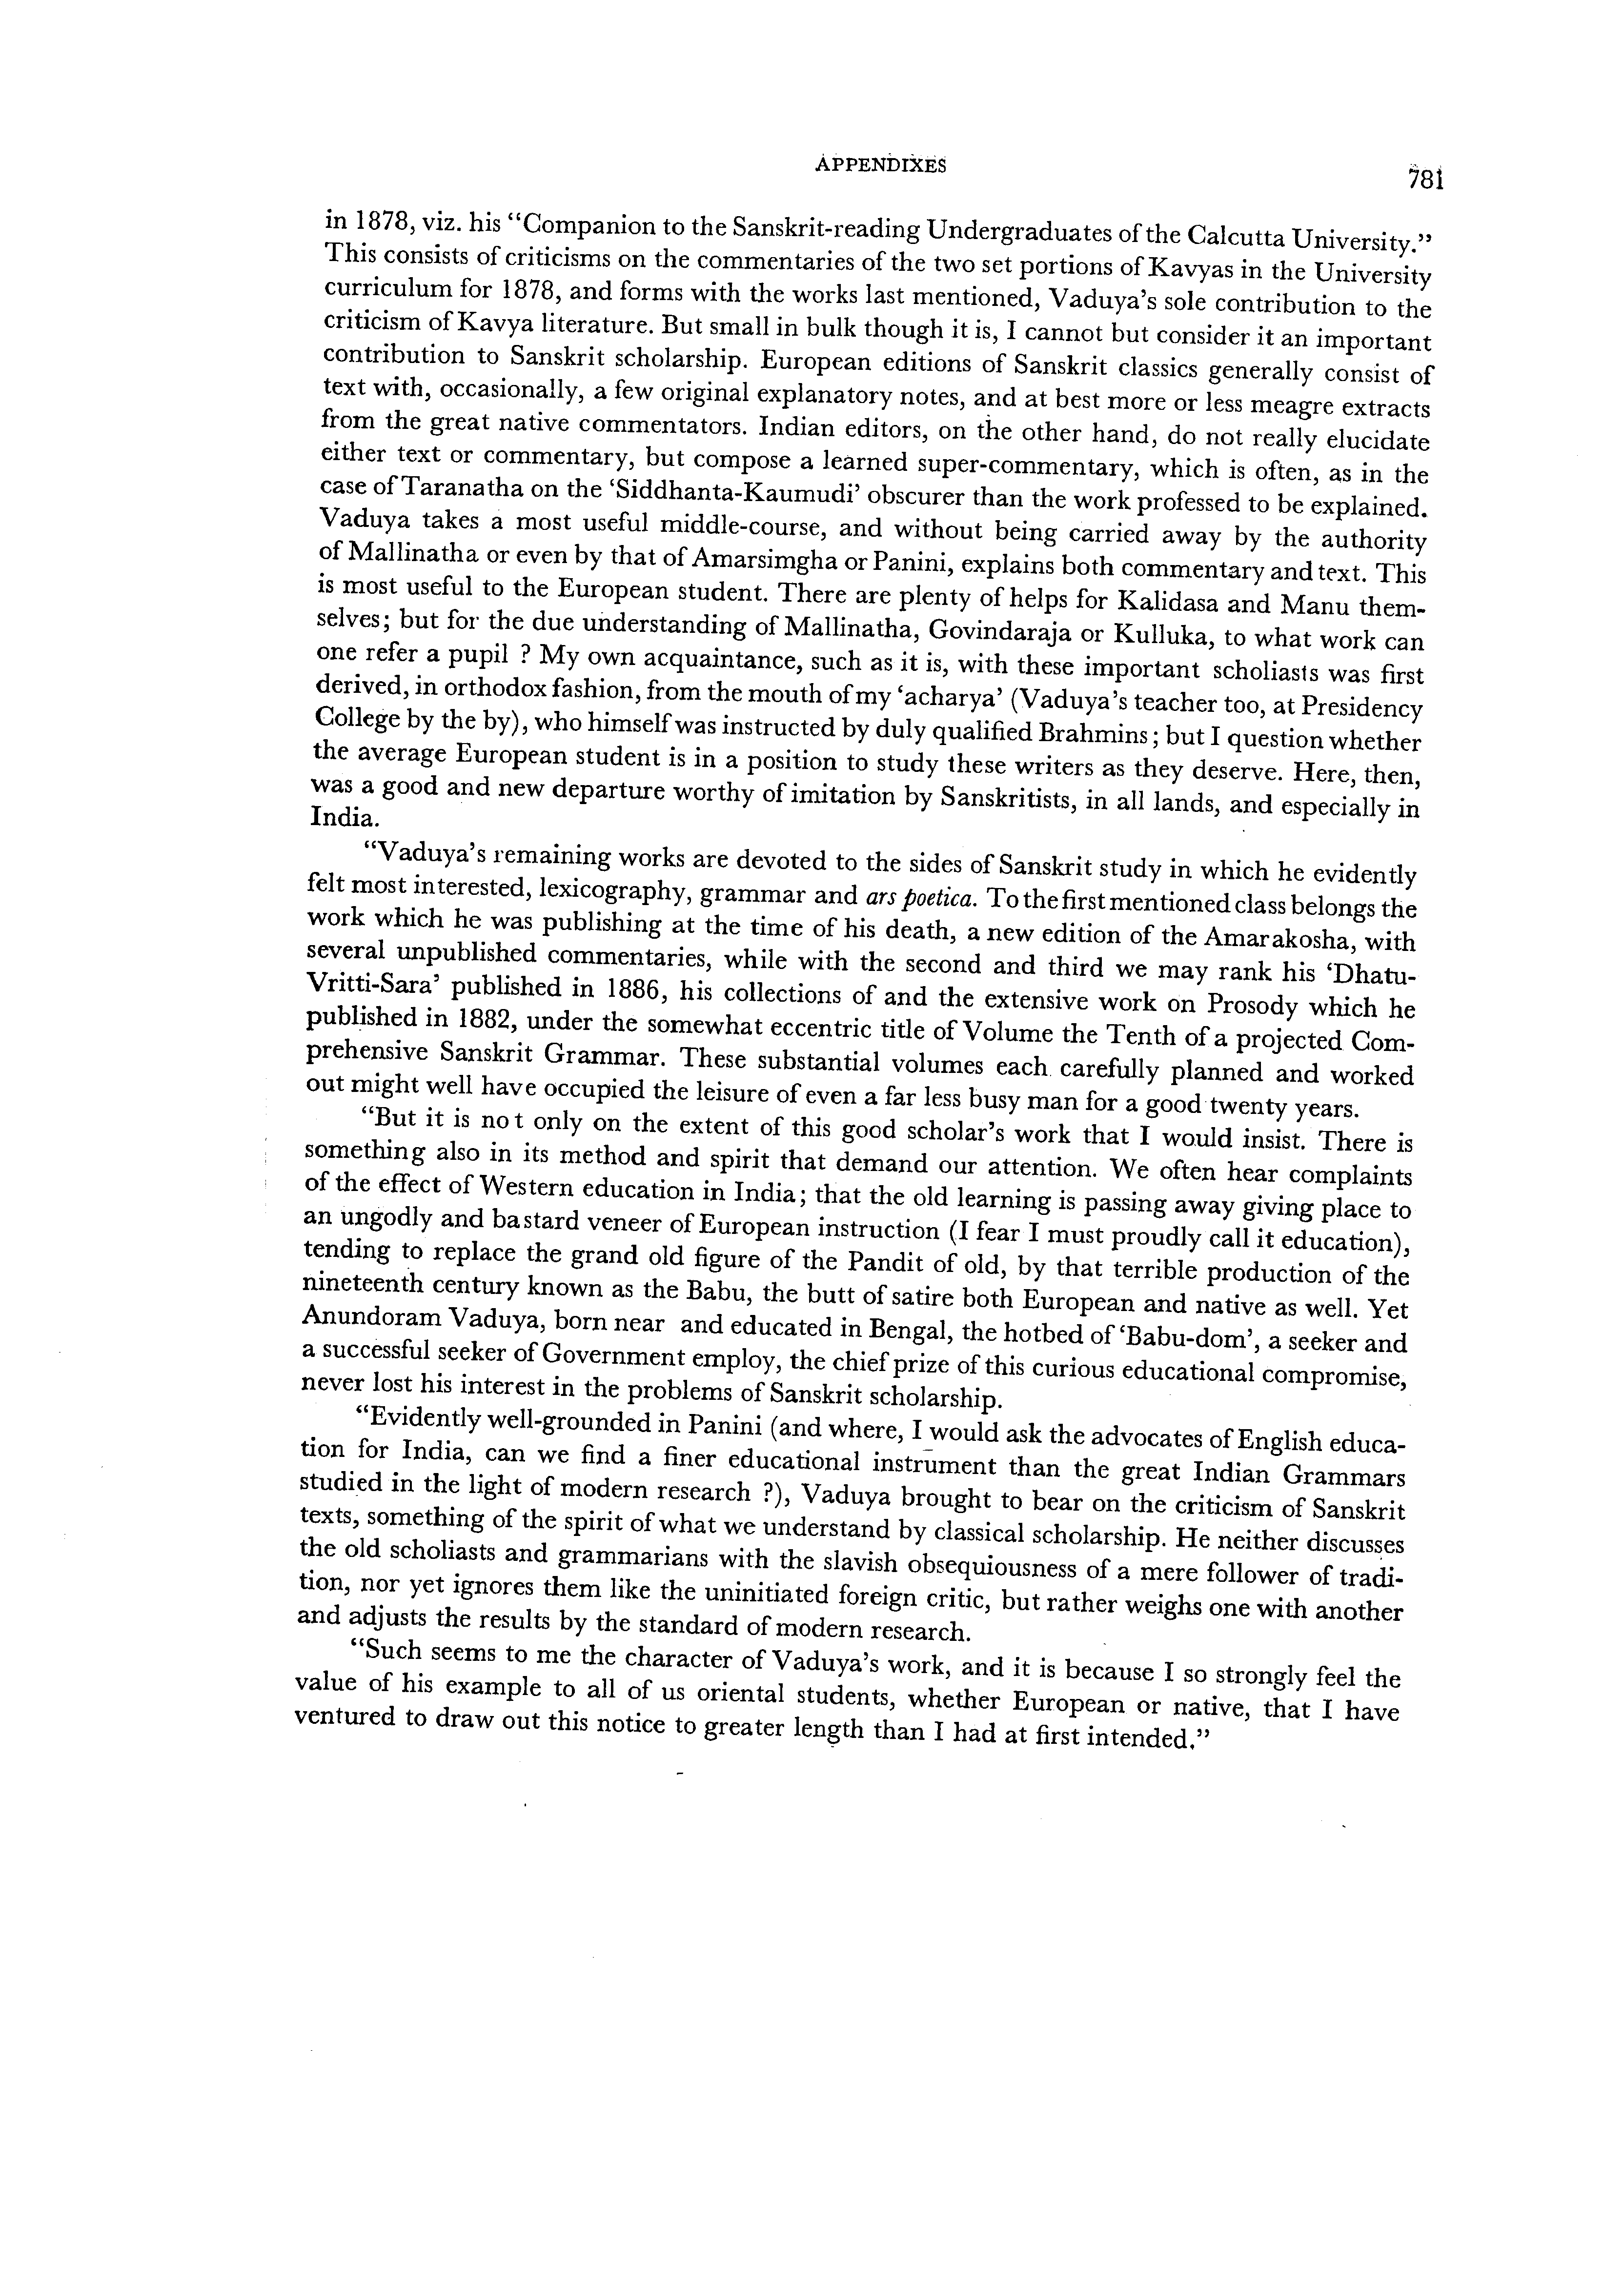 APPENDIXES
781
in 1878, viz. his “Companion to the Sanskrit-reading Undergraduates of the Calcutta University.”
This consists of criticisms on the commentaries of the two set portions of Kavyas in the University
curriculum for 1878, and forms with the works last mentioned, Vaduya’s sole contribution to the
criticism of Kavya literature. But small in bulk though it is, I cannot but consider it an important
contribution to Sanskrit scholarship. European editions of Sanskrit classics generally consist of
text with, occasionally, a few original explanatory notes, and at best more or less meagre extracts
from the great native commentators. Indian editors, on the other hand, do not really elucidate
either text or commentary, but compose a learned super-commentary, which is often, as in the
case of Taranatha on the ‘Siddhanta-Kaumudi’ obscurer than the work professed to be explained.
Vaduya takes a most useful middle-course, and without being carried away by the authority
of Mallinatha or even by that of Amarsimgha or Panini, explains both commentary and text. This
is most useful to the European student. There are plenty of helps for Kalidasa and Manu them-
selves; but for the due understanding of Mallinatha, Govindaraja or Kulluka, to what work can
one refer a pupil ? My own acquaintance, such as it is, with these important scholiasts was first
derived, in orthodox fashion, from the mouth of my ‘acharya’ (Vaduya’s teacher too, at Presidency
College by the by), who himself was instructed by duly qualified Brahmins; but I question whether
the average European student is in a position to study these writers as they deserve. Here, then,
was a good and new departure worthy of imitation by Sanskritists, in all lands, and especially in
India.
“Vaduya’s remaining works are devoted to the sides of Sanskrit study in which he evidently
felt most interested, lexicography, grammar and ars poetica. To the first mentioned class belongs the
work which he was publishing at the time of his death, a new edition of the Amarakosha, with
several unpublished commentaries, while with the second and third we may rank his ‘Dhatu-
Vritti-Sara’ published in 1886, his collections of and the extensive work on Prosody which he
published in 1882, under the somewhat eccentric title of Volume the Tenth of a projected Com-
prehensive Sanskrit Grammar. These substantial volumes each carefully planned and worked
out might well have occupied the leisure of even a far less busy man for a good twenty years.
“But it is not only on the extent of this good scholar’s work that I would insist. There is
something also in its method and spirit that demand our attention. We often hear complaints
of the effect of Western education in India; that the old learning is passing away giving place to
an ungodly and bastard veneer of European instruction (I fear I must proudly call it education),
tending to replace the grand old figure of the Pandit of old, by that terrible production of the
nineteenth century known as the Babu, the butt of satire both European and native as well. Yet
Anundoram Vaduya, born near and educated in Bengal, the hotbed of ‘Babu-dom’, a seeker and
a successful seeker of Government employ, the chief prize of this curious educational compromise,
never lost his interest in the problems of Sanskrit scholarship.
“Evidently well-grounded in Panini (and where, I would ask the advocates of English educa-
tion for India, can we find a finer educational instrument than the great Indian Grammars
studied in the light of modern research ?), Vaduya brought to bear on the criticism of Sanskrit
texts, something of the spirit of what we understand by classical scholarship. He neither discusses
the old scholiasts and grammarians with the slavish obsequiousness of a mere follower of tradi-
tion, nor yet ignores them like the uninitiated foreign critic, but rather weighs one with another
and adjusts the results by the standard of modern research.
“Such seems to me the character of Vaduya’s work, and it is because I so strongly feel the
value of his example to all of us oriental students, whether European or native, that I have
ventured to draw out this notice to greater length than I had at first intended.”